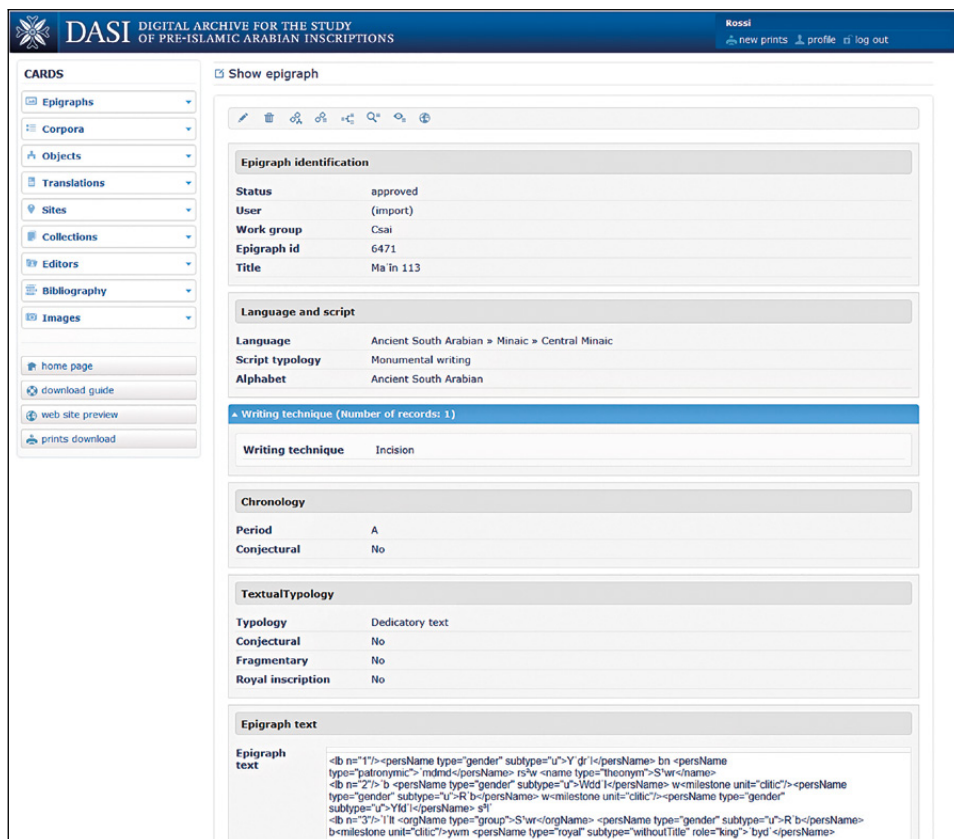 DASI DIGITAL ARCHIVE FOR THE STUDY
OF PRE-ISLAMIC ARABIAN INSCRIPTIONS
Rossi
new prints profile log out
CARDS
Epigraphs
Corpora
Objects
Translations
Sites
Collections
Editors
Bibliography
Images
home page
download guide
web site preview
prints download
Show epigraph
Epigraph identification
Status approved
User (import)
Work group Csai
Epigraph id 6471
Title Maʿīn 113
Language and script
Language Ancient South Arabian » Minaic » Central Minaic
Script typology Monumental writing
Alphabet Ancient South Arabian
Writing technique (Number of records: 1)
Writing technique Incision
Chronology
Period A
Conjectural No
TextualTypology
Typology Dedicatory text
Conjectural No
Fragmentary No
Royal inscription No
Epigraph text
Epigraph
text
<lb n="1"/><persName type="gender" subtype="u">Yʾdrʾl</persName> bn <persName
type="patronymic">ʿmdmd</persName> rs²w <name type="theonym">S¹wr</name>
<lb n="2"/>ʾb <persName type="gender" subtype="u">Wddʾl</persName> w<milestone unit="clitic"/><persName
type="gender" subtype="u">Rʾb</persName> w<milestone unit="clitic"/><persName type="gender"
subtype="u">Yfdʾl</persName> s³lʾ
<lb n="3"/>ʾlʾlt <orgName type="group">S¹wr</orgName> <persName type="gender" subtype="u">Rʾb</persName>
b<milestone unit="clitic"/>ywm <persName type="royal" subtype="withoutTitle" role="king">ʾbydʿ</persName>